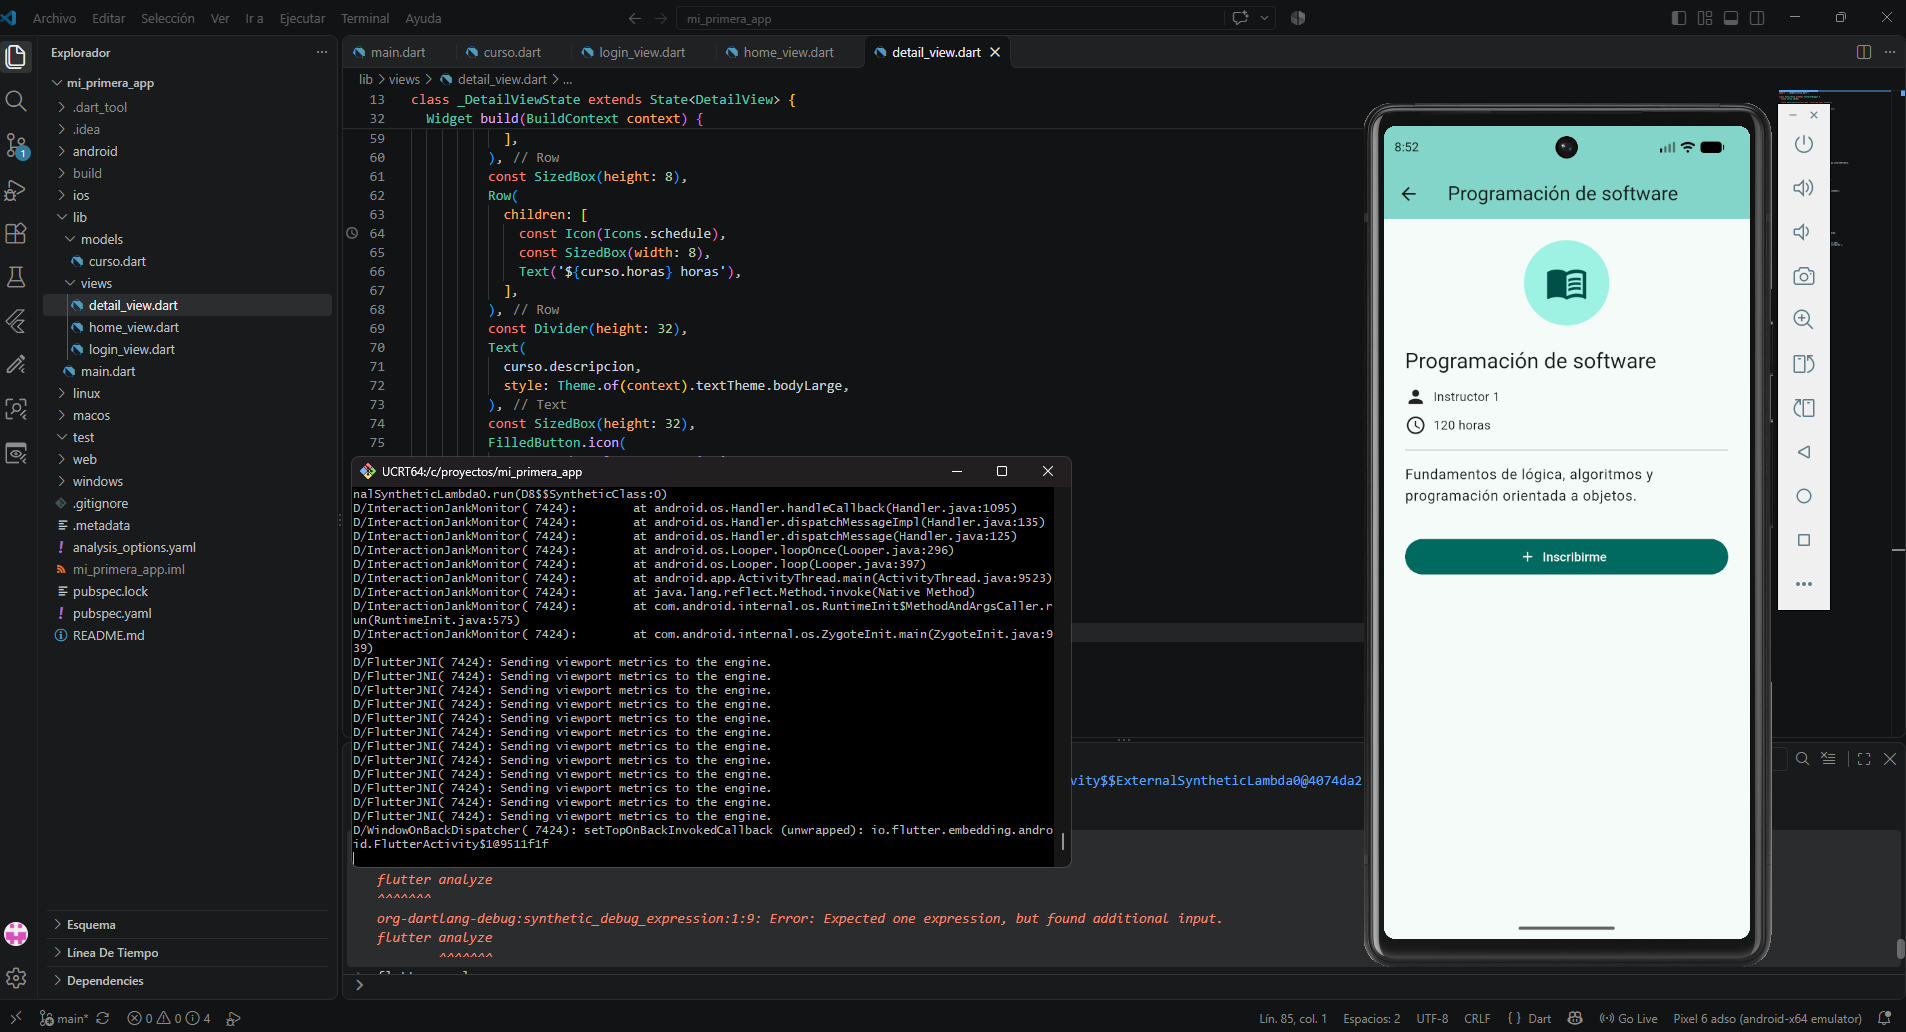 Archivo Editar Selección Ver Ir a Ejecutar Terminal Ayuda
mi_primera_app
Explorador
mi_primera_app
.dart_tool
.idea
android
build
ios
lib
models
curso.dart
views
detail_view.dart
home_view.dart
login_view.dart
main.dart
linux
macos
test
web
windows
.gitignore
.metadata
analysis_options.yaml
mi_primera_app.iml
pubspec.lock
pubspec.yaml
README.md
Esquema
Línea De Tiempo
Dependencies
1
main.dart curso.dart login_view.dart home_view.dart detail_view.dart
lib > views > detail_view.dart > ...
13 class _DetailViewState extends State<DetailView> {
32 Widget build(BuildContext context) {
59 ],
60 ), // Row
61 const SizedBox(height: 8),
62 Row(
63 children: [
64 const Icon(Icons.schedule),
65 const SizedBox(width: 8),
66 Text('${curso.horas} horas'),
67 ],
68 ), // Row
69 const Divider(height: 32),
70 Text(
71 curso.descripcion,
72 style: Theme.of(context).textTheme.bodyLarge,
73 ), // Text
74 const SizedBox(height: 32),
75 FilledButton.icon(
UCRT64:/c/proyectos/mi_primera_app
nalSyntheticLambda0.run(D8$$SyntheticClass:0)
D/InteractionJankMonitor( 7424): at android.os.Handler.handleCallback(Handler.java:1095)
D/InteractionJankMonitor( 7424): at android.os.Handler.dispatchMessageImpl(Handler.java:135)
D/InteractionJankMonitor( 7424): at android.os.Handler.dispatchMessage(Handler.java:125)
D/InteractionJankMonitor( 7424): at android.os.Looper.loopOnce(Looper.java:296)
D/InteractionJankMonitor( 7424): at android.os.Looper.loop(Looper.java:397)
D/InteractionJankMonitor( 7424): at android.app.ActivityThread.main(ActivityThread.java:9523)
D/InteractionJankMonitor( 7424): at java.lang.reflect.Method.invoke(Native Method)
D/InteractionJankMonitor( 7424): at com.android.internal.os.RuntimeInit$MethodAndArgsCaller.r
un(RuntimeInit.java:575)
D/InteractionJankMonitor( 7424): at com.android.internal.os.ZygoteInit.main(ZygoteInit.java:9
39)
D/FlutterJNI( 7424): Sending viewport metrics to the engine.
D/FlutterJNI( 7424): Sending viewport metrics to the engine.
D/FlutterJNI( 7424): Sending viewport metrics to the engine.
D/FlutterJNI( 7424): Sending viewport metrics to the engine.
D/FlutterJNI( 7424): Sending viewport metrics to the engine.
D/FlutterJNI( 7424): Sending viewport metrics to the engine.
D/FlutterJNI( 7424): Sending viewport metrics to the engine.
D/FlutterJNI( 7424): Sending viewport metrics to the engine.
D/FlutterJNI( 7424): Sending viewport metrics to the engine.
D/FlutterJNI( 7424): Sending viewport metrics to the engine.
D/FlutterJNI( 7424): Sending viewport metrics to the engine.
D/FlutterJNI( 7424): Sending viewport metrics to the engine.
D/WindowOnBackDispatcher( 7424): setTopOnBackInvokedCallback (unwrapped): io.flutter.embedding.andro
id.FlutterActivity$1@9511f1f
vity$$ExternalSyntheticLambda0@4074da2
flutter analyze
^^^^^^^
org-dartlang-debug:synthetic_debug_expression:1:9: Error: Expected one expression, but found additional input.
flutter analyze
^^^^^^^
8:52
Programación de software
Programación de software
Instructor 1
120 horas
Fundamentos de lógica, algoritmos y
programación orientada a objetos.
+ Inscribirme
main* 0 0 4
Lín. 85, col. 1 Espacios: 2 UTF-8 CRLF {} Dart Go Live Pixel 6 adso (android-x64 emulator)